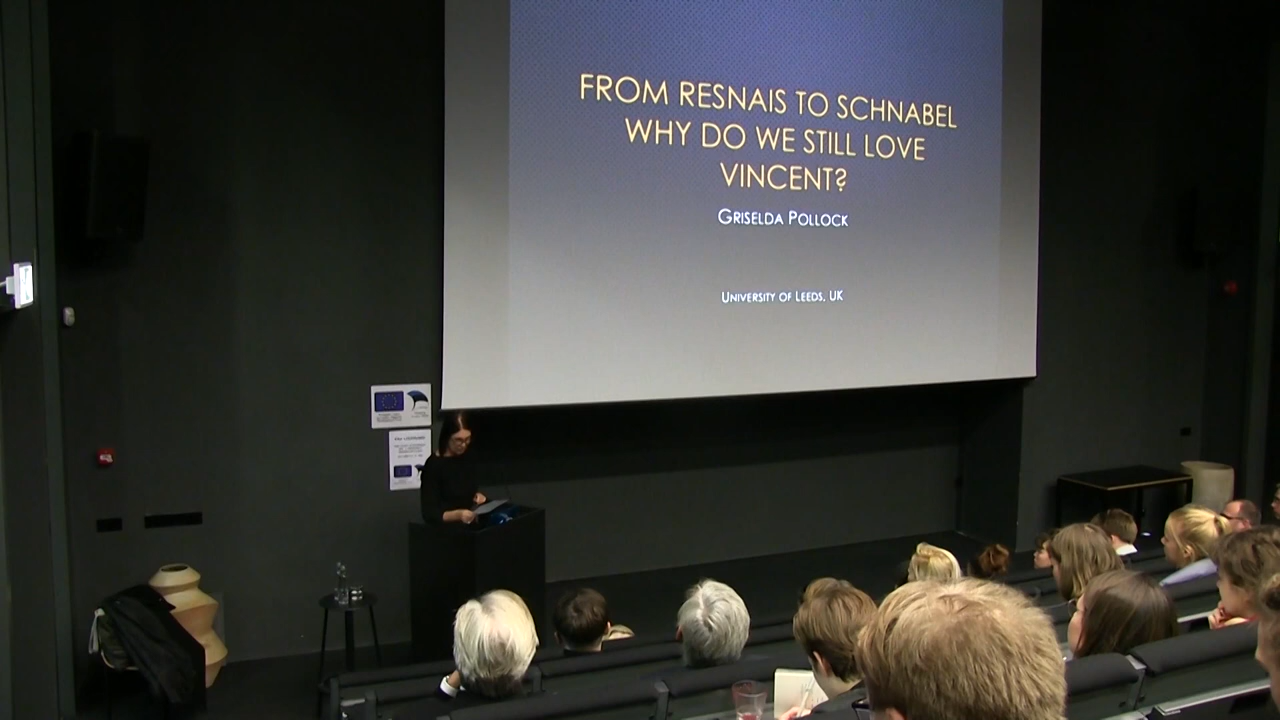 FROM RESNAIS TO SCHNABEL
WHY DO WE STILL LOVE
VINCENT?
GRISELDA POLLOCK
UNIVERSITY OF LEEDS, UK